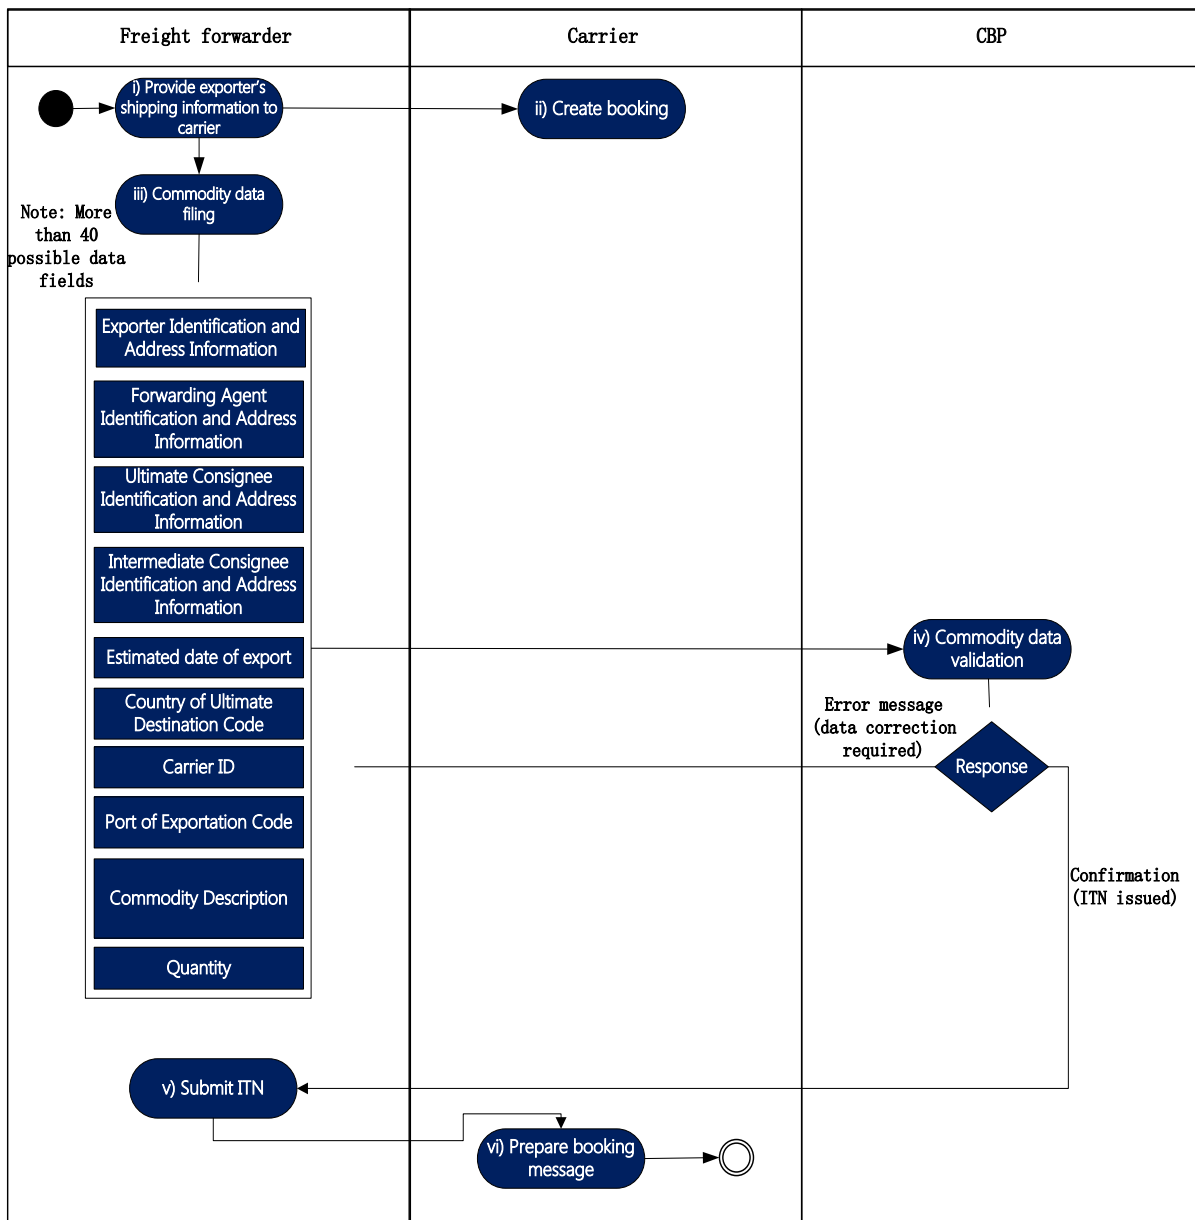 Freight forwarder
Carrier
CBP
i) Provide exporter's
shipping information to
carrier
ii) Create booking
iii) Commodity data
filing
Note: More
than 40
possible data
fields
Exporter Identification and
Address Information
Forwarding Agent
Identification and Address
Information
Ultimate Consignee
Identification and Address
Information
Intermediate Consignee
Identification and Address
Information
Estimated date of export
iv) Commodity data
validation
Country of Ultimate
Destination Code
Error message
(data correction
required)
Carrier ID
Response
Port of Exportation Code
Commodity Description
Confirmation
(ITN issued)
Quantity
v) Submit ITN
vi) Prepare booking
message